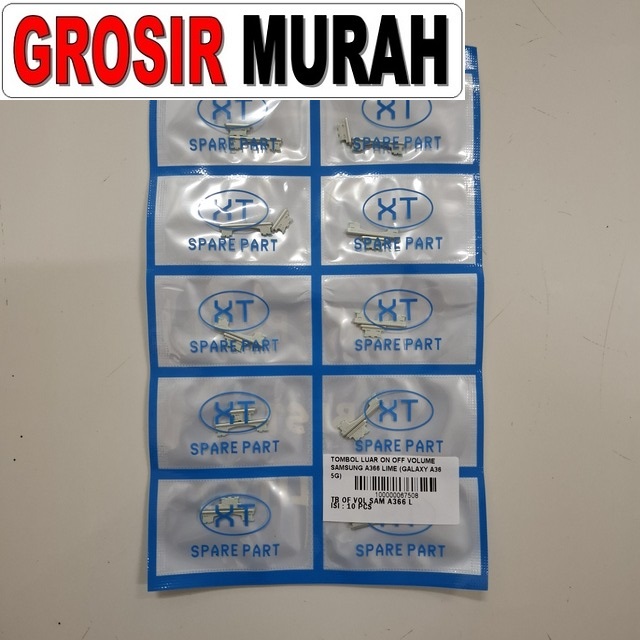 GROSIR MURAH
XT
SPARE PART
XT
SPARE PART
XT
SPARE PART
XT
SPARE PART
XT
SPARE PART
XT
SPARE PART
XT
SPARE PART
XT
SPARE PART
TOMBOL LUAR ON OFF VOLUME
SAMSUNG A366 LIME (GALAXY A36
5G)
100000067508
TB OF VOL SAM A366 L
ISI : 10 PCS
XT
SPARE PART
SPARE PART